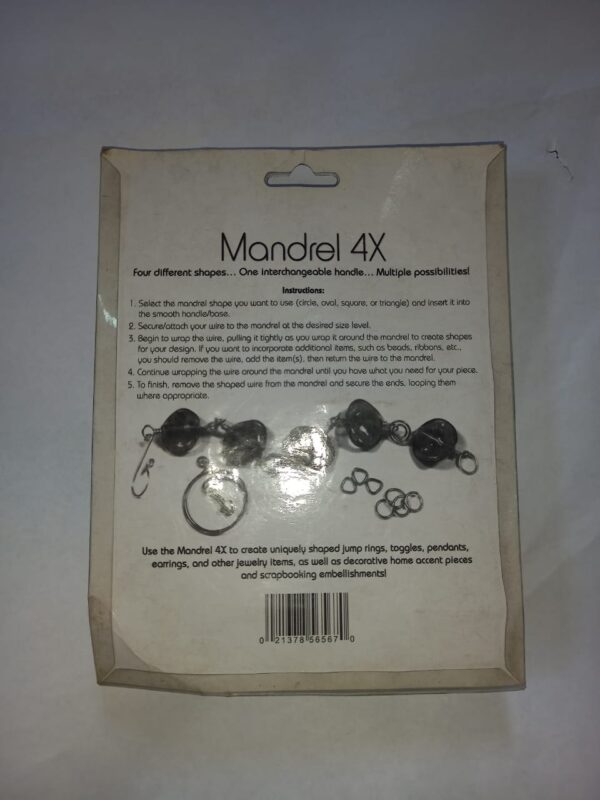 Mandrel 4X
Four different shapes... One interchangeable handle... Multiple possibilities!
Instructions:
1. Select the mandrel shape you want to use (circle, oval, square, or triangle) and insert it into
the smooth handle/base.
2. Secure/attach your wire to the mandrel at the desired size level.
3. Begin to wrap the wire, pulling it tightly as you wrap it around the mandrel to create shapes
for your design. If you want to incorporate additional items, such as beads, ribbons, etc.,
you should remove the wire, add the item(s), then return the wire to the mandrel.
4. Continue wrapping the wire around the mandrel until you have what you need for your piece.
5. To finish, remove the shaped wire from the mandrel and secure the ends, looping them
where appropriate.
Use the Mandrel 4X to create uniquely shaped jump rings, toggles, pendants,
earrings, and other jewelry items, as well as decorative home accent pieces
and scrapbooking embellishments!
0 21378 56567 0